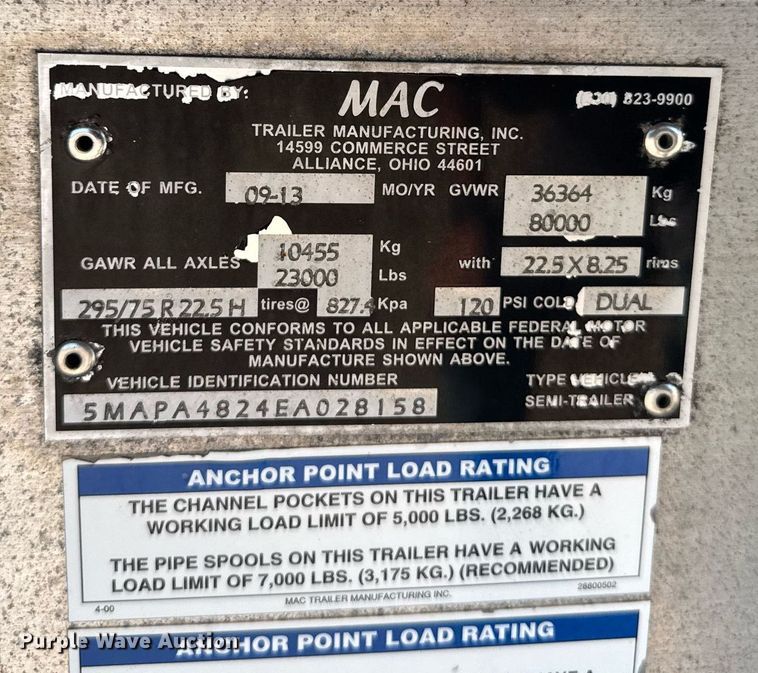 MANUFACTURED BY:
MAC
823-9900
TRAILER MANUFACTURING, INC.
14599 COMMERCE STREET
ALLIANCE, OHIO 44601
DATE OF MFG. 09-13 MO/YR GVWR 36364 Kg
80000 Lbs
GAWR ALL AXLES 10455 Kg
23000 Lbs
with 22.5 X 8.25 rims
295/75 R 22.5 H tires@ 827.4 Kpa 120 PSI COLD DUAL
THIS VEHICLE CONFORMS TO ALL APPLICABLE FEDERAL MOTOR
VEHICLE SAFETY STANDARDS IN EFFECT ON THE DATE OF
MANUFACTURE SHOWN ABOVE.
VEHICLE IDENTIFICATION NUMBER TYPE VEHICLE
5MAPA4824EA028158 SEMI-TRAILER
ANCHOR POINT LOAD RATING
THE CHANNEL POCKETS ON THIS TRAILER HAVE A
WORKING LOAD LIMIT OF 5,000 LBS. (2,268 KG.)
THE PIPE SPOOLS ON THIS TRAILER HAVE A WORKING
LOAD LIMIT OF 7,000 LBS. (3,175 KG.) (RECOMMENDED)
4-00 MAC TRAILER MANUFACTURING INC. 28800502
Purple Wave Auction
ANCHOR POINT LOAD RATING